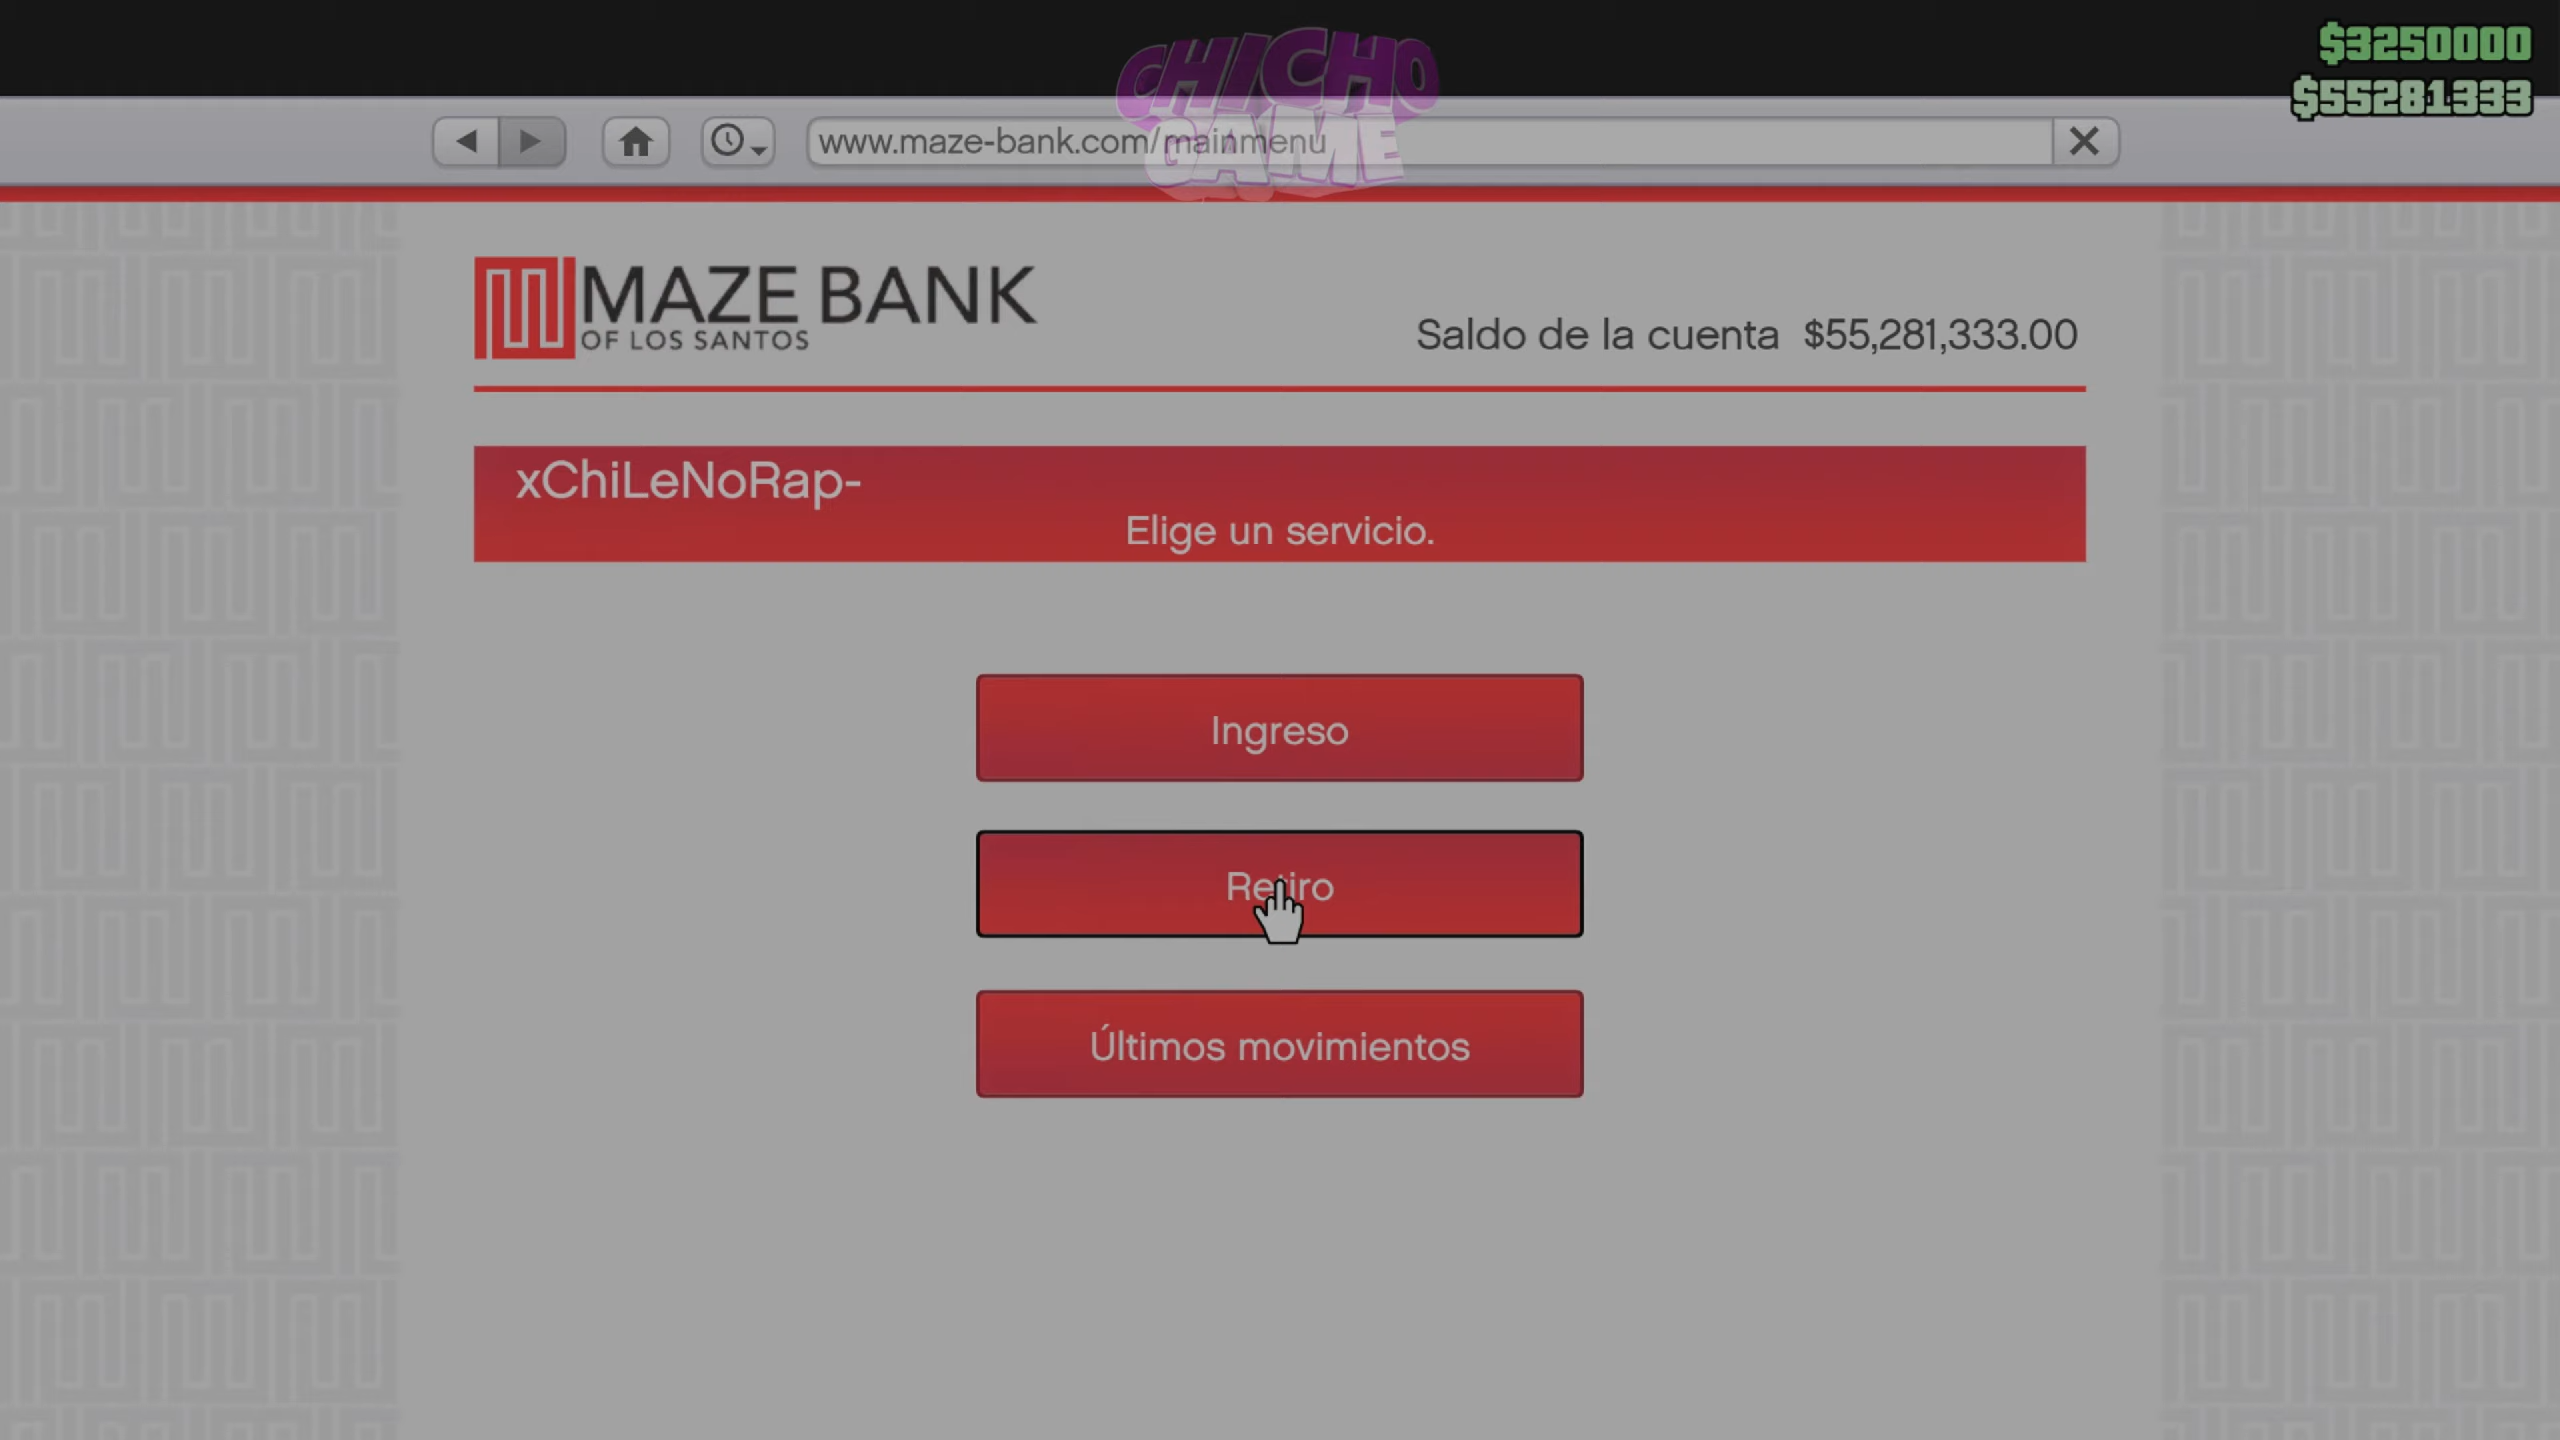 CHICHO
GAME
$3250000
$55281333
www.maze-bank.com/mainmenu
MAZE BANK
OF LOS SANTOS
Saldo de la cuenta $55,281,333.00
xChiLeNoRap-
Elige un servicio.
Ingreso
Retiro
Últimos movimientos